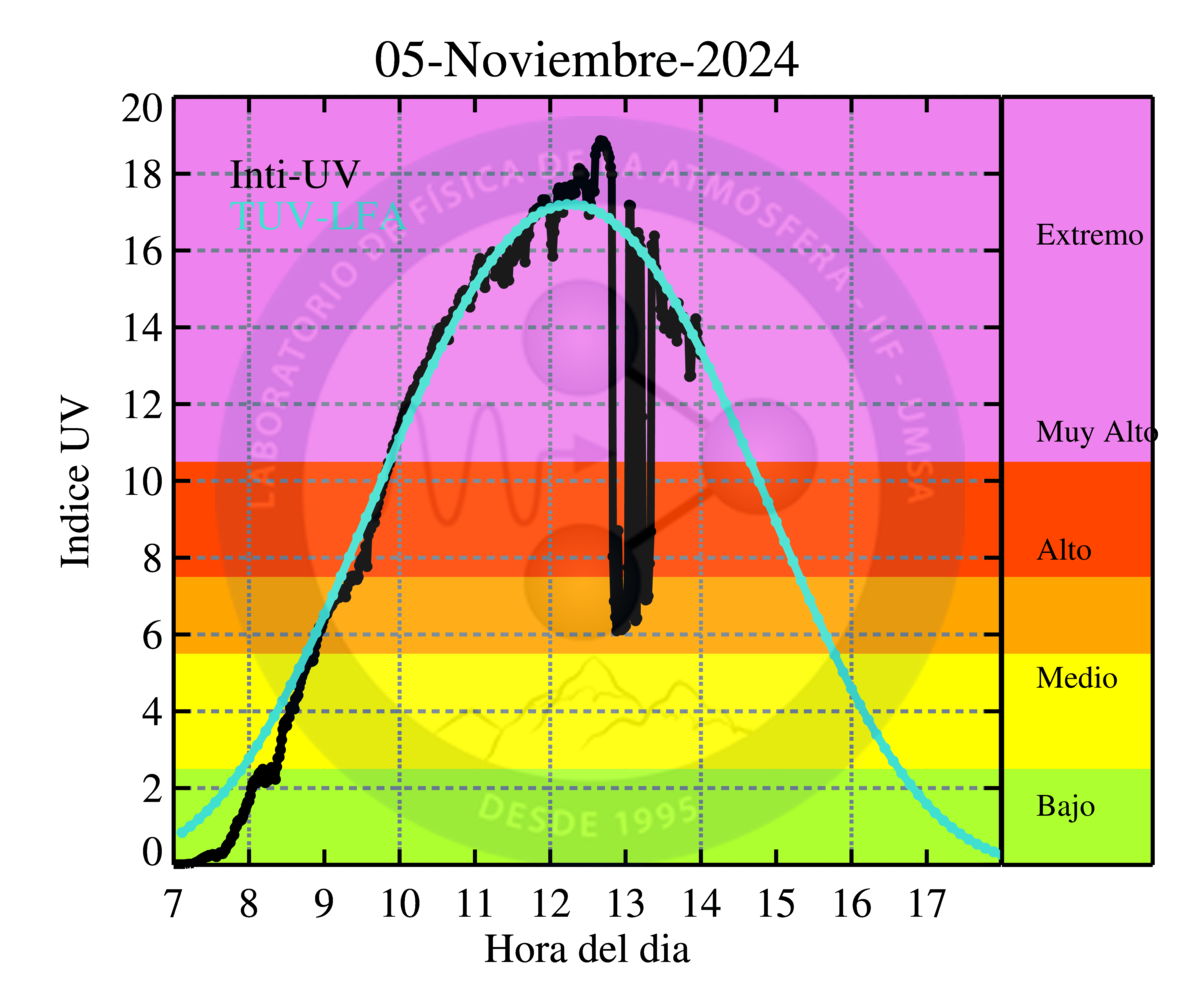 05-Noviembre-2024
20
18
16
14
12
10
8
6
4
2
0
Indice UV
Inti-UV
TUV-LFA
LABORATORIO DE FÍSICA DE LA ATMÓSFERA - IIF - UMSA
DESDE 1995
Extremo
Muy Alto
Alto
Medio
Bajo
7 8 9 10 11 12 13 14 15 16 17
Hora del dia